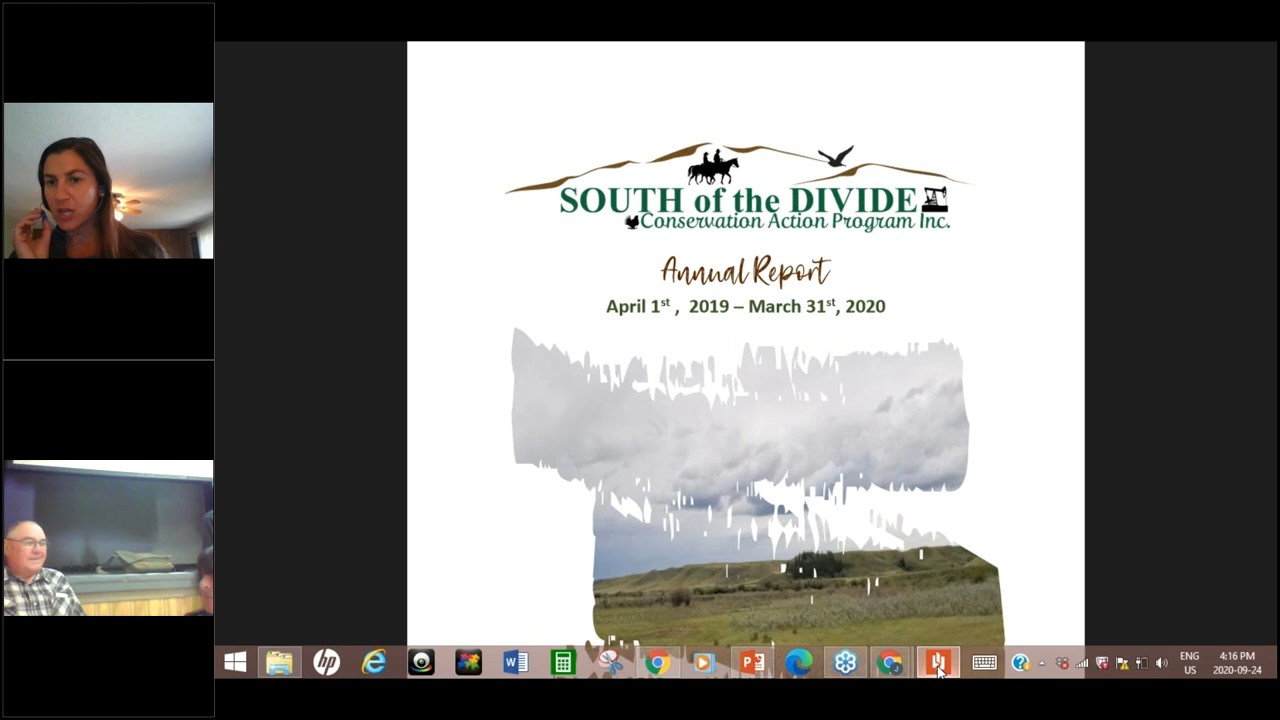 SOUTH of the DIVIDE
Conservation Action Program Inc.
Annual Report
April 1st , 2019 – March 31st, 2020
hp
ENG
US
4:16 PM
2020-09-24